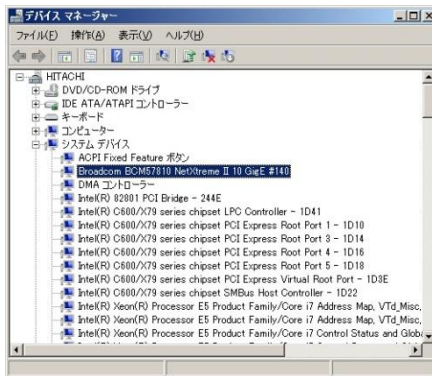 デバイス マネージャー
ファイル(F) 操作(A) 表示(V) ヘルプ(H)
HITACHI
DVD/CD-ROM ドライブ
IDE ATA/ATAPI コントローラー
キーボード
コンピューター
システム デバイス
ACPI Fixed Feature ボタン
Broadcom BCM57810 NetXtreme II 10 GigE #140
DMA コントローラー
Intel(R) 82801 PCI Bridge - 244E
Intel(R) C600/X79 series chipset LPC Controller - 1D41
Intel(R) C600/X79 series chipset PCI Express Root Port 1 - 1D10
Intel(R) C600/X79 series chipset PCI Express Root Port 3 - 1D14
Intel(R) C600/X79 series chipset PCI Express Root Port 4 - 1D16
Intel(R) C600/X79 series chipset PCI Express Root Port 5 - 1D18
Intel(R) C600/X79 series chipset PCI Express Virtual Root Port - 1D3E
Intel(R) C600/X79 series chipset SMBus Host Controller - 1D22
Intel(R) Xeon(R) Processor E5 Product Family/Core i7 Address Map, VTd_Misc,
Intel(R) Xeon(R) Processor E5 Product Family/Core i7 Address Map, VTd_Misc,
Intel(R) Xeon(R) Processor E5 Product Family/Core i7 Control Status and Globa